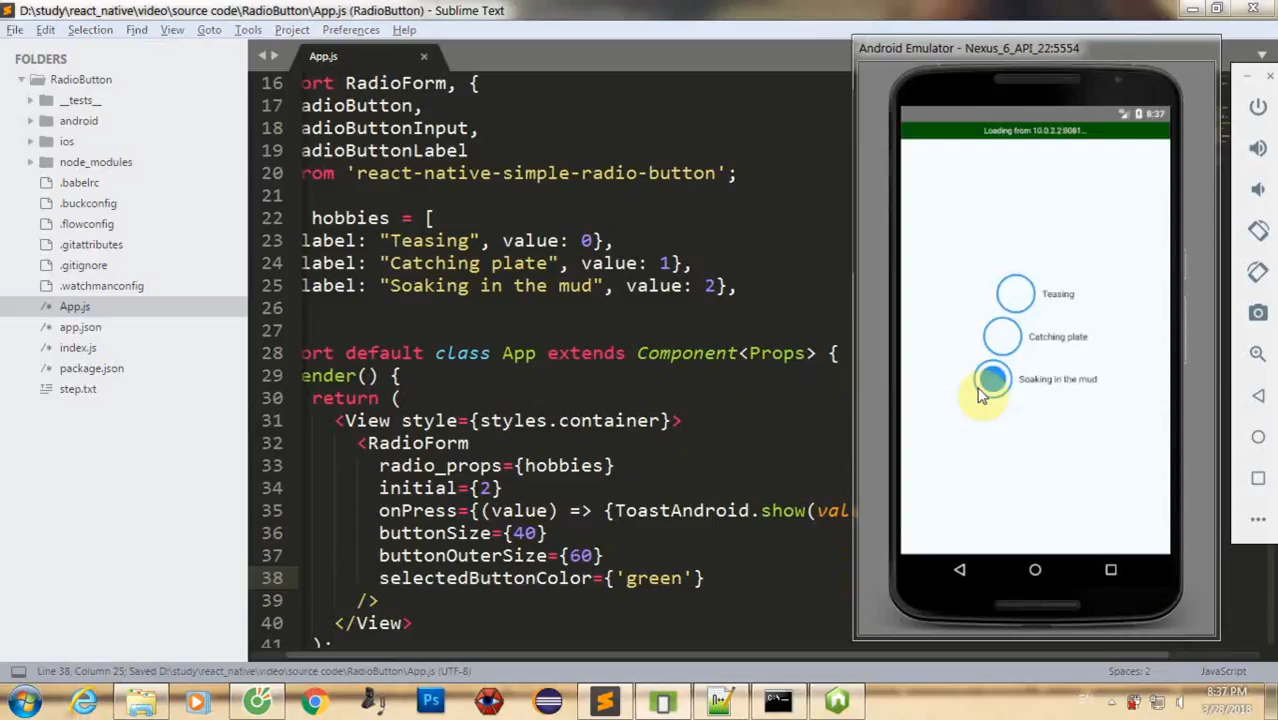 D:\study\react_native\video\source code\RadioButton\App.js (RadioButton) - Sublime Text
File Edit Selection Find View Goto Tools Project Preferences Help
FOLDERS
RadioButton
__tests__
android
ios
node_modules
.babelrc
.buckconfig
.flowconfig
.gitattributes
.gitignore
.watchmanconfig
App.js
app.json
index.js
package.json
step.txt
App.js
16 ort RadioForm, {
17 adioButton,
18 adioButtonInput,
19 adioButtonLabel
20 rom 'react-native-simple-radio-button';
21
22 hobbies = [
23 label: "Teasing", value: 0},
24 label: "Catching plate", value: 1},
25 label: "Soaking in the mud", value: 2},
26
27
28 ort default class App extends Component<Props> {
29 ender() {
30 return (
31 <View style={styles.container}>
32 <RadioForm
33 radio_props={hobbies}
34 initial={2}
35 onPress={(value) => {ToastAndroid.show(val
36 buttonSize={40}
37 buttonOuterSize={60}
38 selectedButtonColor={'green'}
39 />
40 </View>
41 );
Android Emulator - Nexus_6_API_22:5554
8:37
Loading from 10.0.2.2:8081...
Teasing
Catching plate
Soaking in the mud
Line 38, Column 25; Saved D:\study\react_native\video\source code\RadioButton\App.js (UTF-8)
Spaces: 2
JavaScript
Ps
8:37 PM
3/28/2018